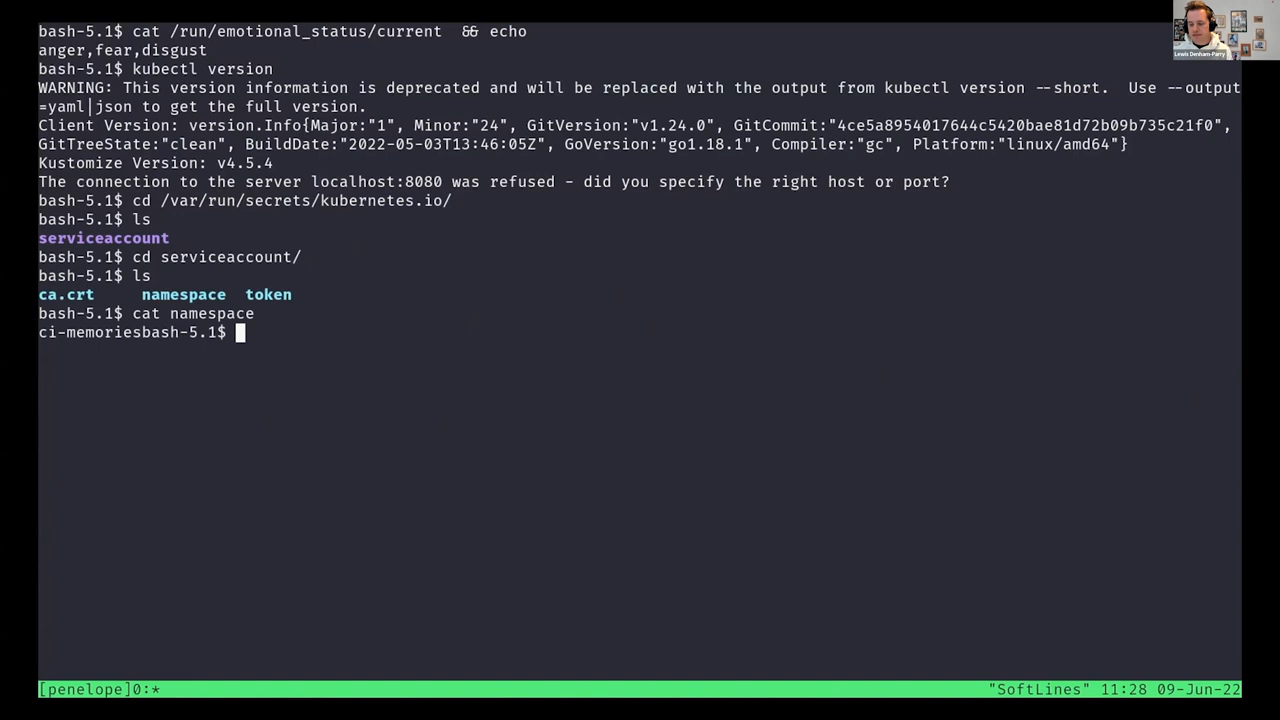 bash-5.1$ cat /run/emotional_status/current  && echo
anger,fear,disgust
bash-5.1$ kubectl version
WARNING: This version information is deprecated and will be replaced with the output from kubectl version --short.  Use --output
=yaml|json to get the full version.
Client Version: version.Info{Major:"1", Minor:"24", GitVersion:"v1.24.0", GitCommit:"4ce5a8954017644c5420bae81d72b09b735c21f0",
GitTreeState:"clean", BuildDate:"2022-05-03T13:46:05Z", GoVersion:"go1.18.1", Compiler:"gc", Platform:"linux/amd64"}
Kustomize Version: v4.5.4
The connection to the server localhost:8080 was refused - did you specify the right host or port?
bash-5.1$ cd /var/run/secrets/kubernetes.io/
bash-5.1$ ls
serviceaccount
bash-5.1$ cd serviceaccount/
bash-5.1$ ls
ca.crt     namespace  token
bash-5.1$ cat namespace
ci-memoriesbash-5.1$
[penelope]0:*
"SoftLines" 11:28 09-Jun-22
Lewis Denham-Parry